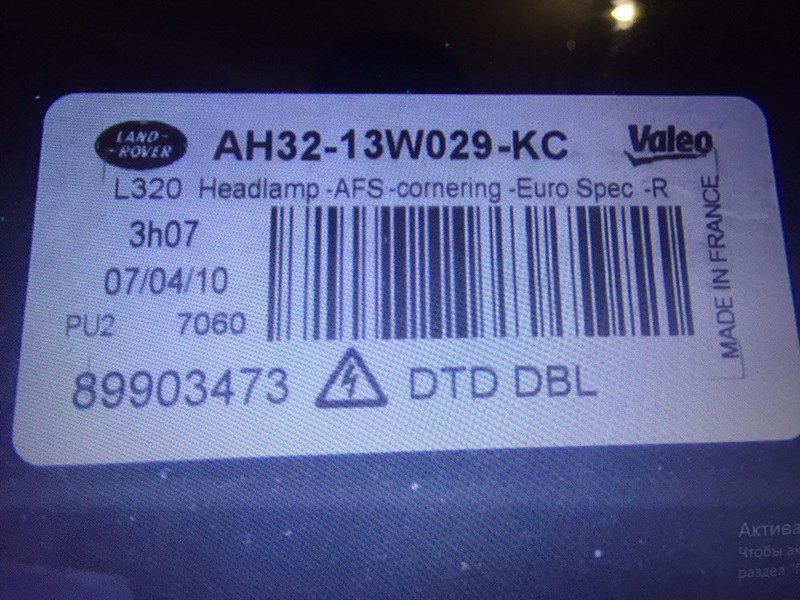 LAND-
-ROVER
AH32-13W029-KC
Valeo
L320 Headlamp -AFS -cornering -Euro Spec -R
3h07
07/04/10
PU2 7060
89903473
DTD DBL
MADE IN FRANCE
Актива
Чтобы ак
раздел "П